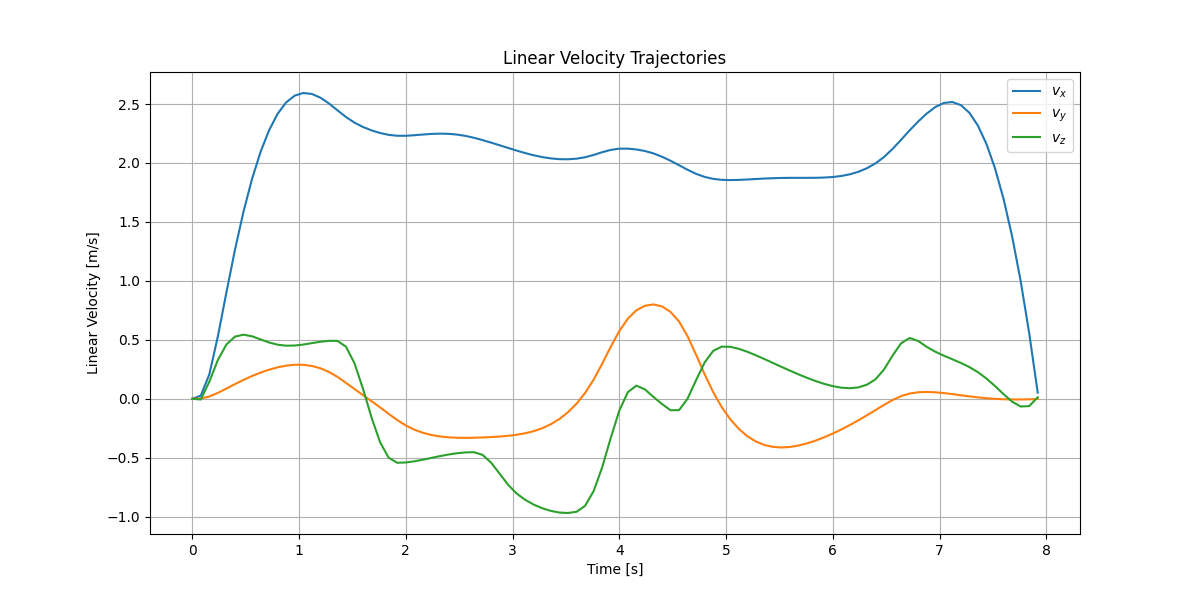 Linear Velocity Trajectories
Linear Velocity [m/s]
2.5
2.0
1.5
1.0
0.5
0.0
−0.5
−1.0
0 1 2 3 4 5 6 7 8
Time [s]
v_x
v_y
v_z